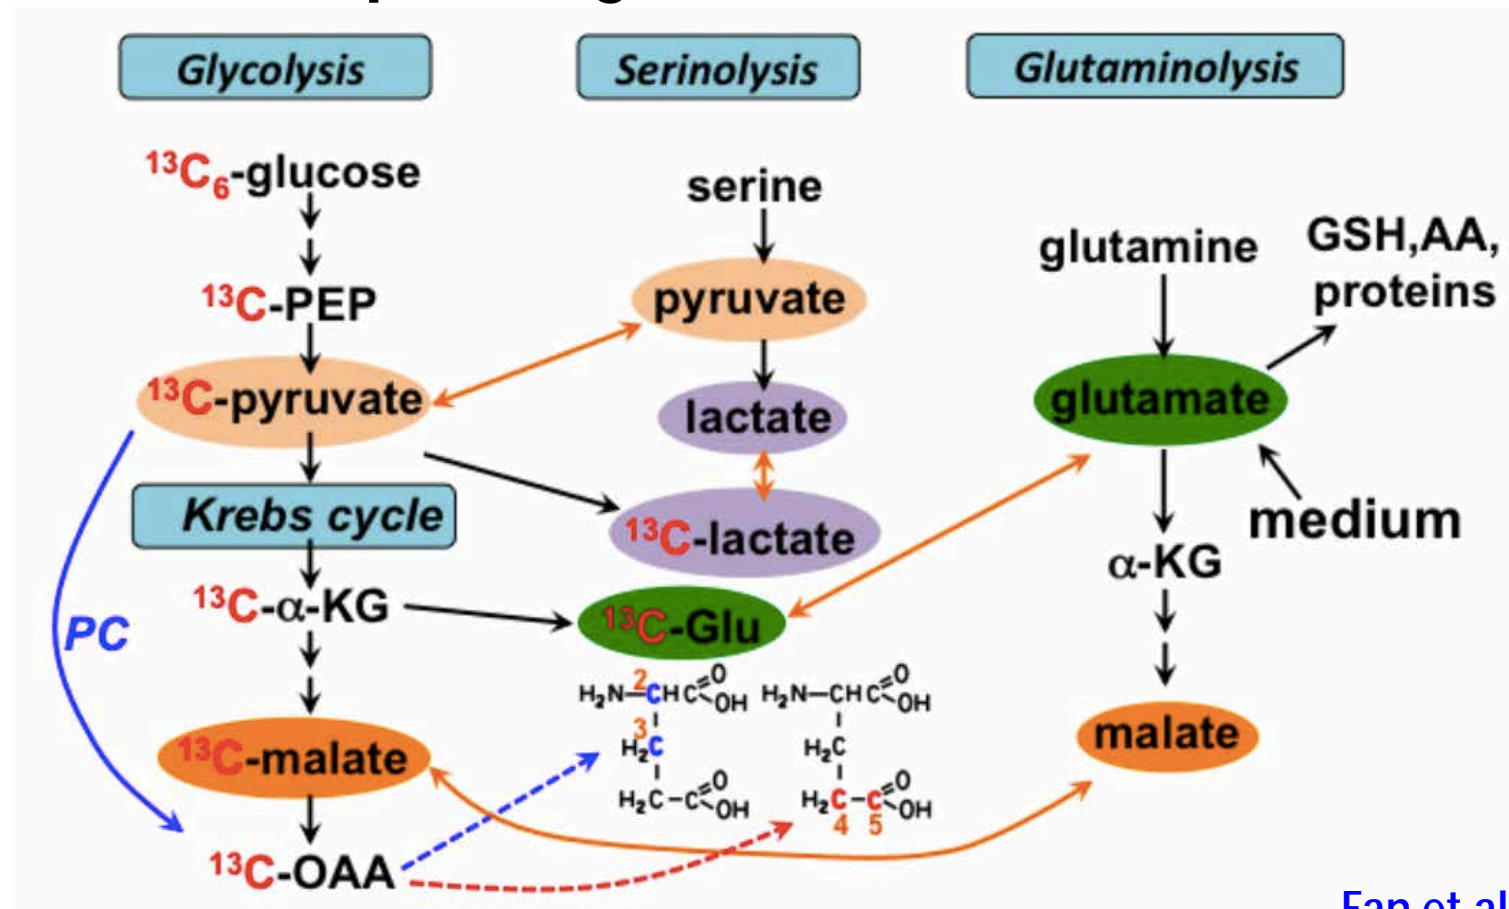 Glycolysis
Serinolysis
Glutaminolysis
¹³C₆-glucose
¹³C-PEP
¹³C-pyruvate
Krebs cycle
¹³C-α-KG
PC
¹³C-malate
¹³C-OAA
serine
pyruvate
lactate
¹³C-lactate
¹³C-Glu
2
H₂N—CHC=O
OH
3
H₂C
H₂C-C=O
OH
H₂N—CHC=O
OH
H₂C
H₂C-C=O
OH
4 5
glutamine
GSH,AA,
proteins
glutamate
medium
α-KG
malate